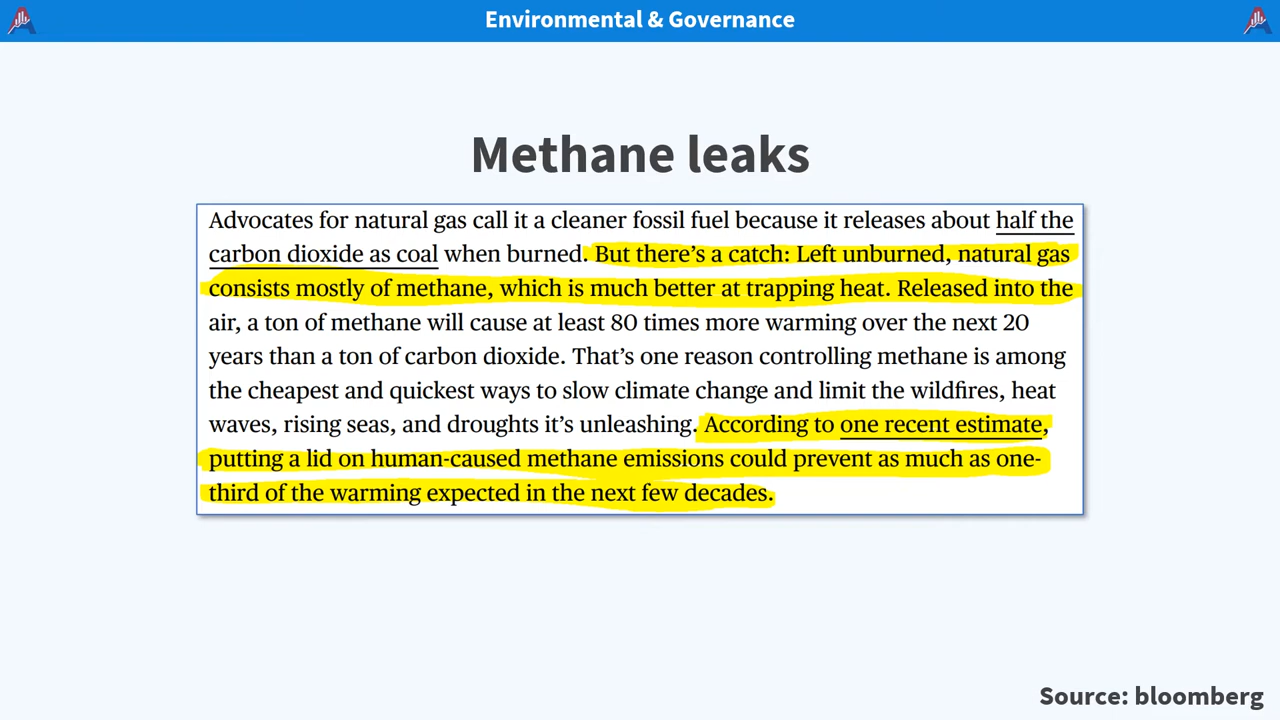 Environmental & Governance
Methane leaks
Advocates for natural gas call it a cleaner fossil fuel because it releases about half the
carbon dioxide as coal when burned. But there’s a catch: Left unburned, natural gas
consists mostly of methane, which is much better at trapping heat. Released into the
air, a ton of methane will cause at least 80 times more warming over the next 20
years than a ton of carbon dioxide. That’s one reason controlling methane is among
the cheapest and quickest ways to slow climate change and limit the wildfires, heat
waves, rising seas, and droughts it’s unleashing. According to one recent estimate,
putting a lid on human-caused methane emissions could prevent as much as one-
third of the warming expected in the next few decades.
Source: bloomberg